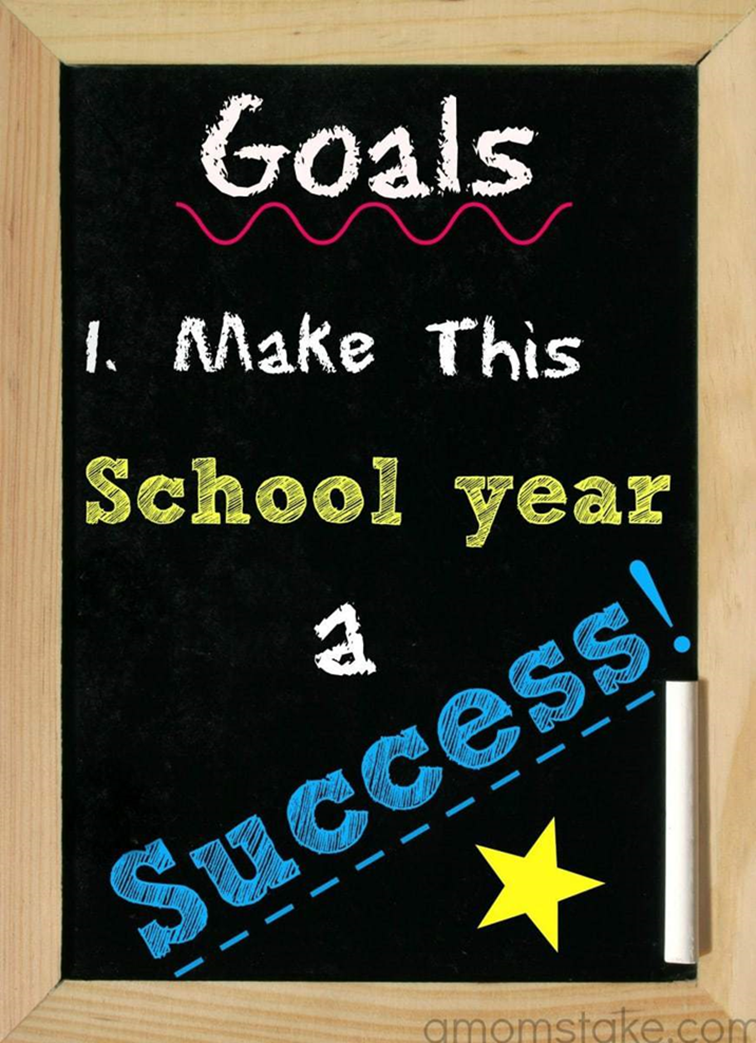 Goals
1. Make This
School year
a
Success!
amomstake.com